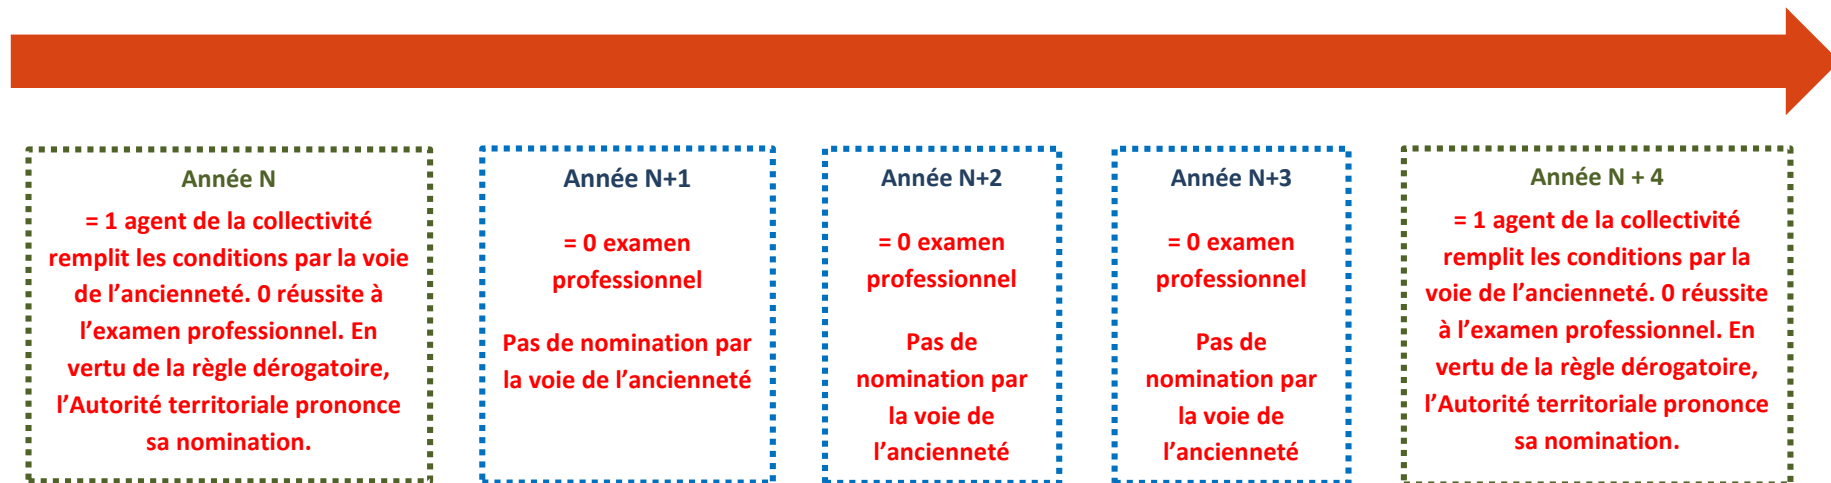 Année N
= 1 agent de la collectivité
remplit les conditions par la voie
de l’ancienneté. 0 réussite à
l’examen professionnel. En
vertu de la règle dérogatoire,
l’Autorité territoriale prononce
sa nomination.
Année N+1
= 0 examen
professionnel
Pas de nomination par
la voie de l’ancienneté
Année N+2
= 0 examen
professionnel
Pas de
nomination par
la voie de
l’ancienneté
Année N+3
= 0 examen
professionnel
Pas de
nomination par
la voie de
l’ancienneté
Année N + 4
= 1 agent de la collectivité
remplit les conditions par la
voie de l’ancienneté. 0 réussite
à l’examen professionnel. En
vertu de la règle dérogatoire,
l’Autorité territoriale prononce
sa nomination.